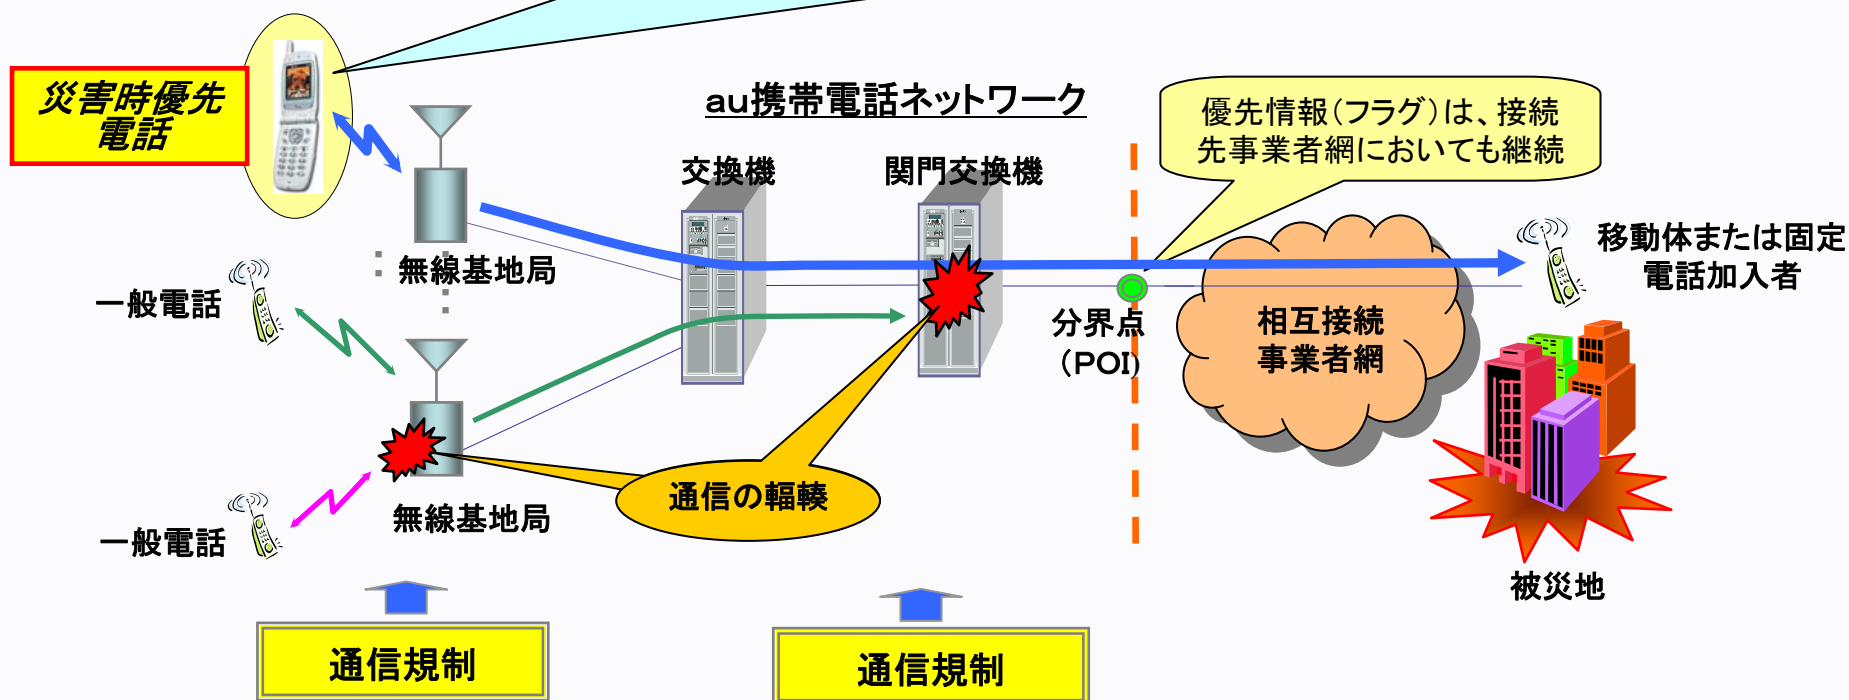 災害時優先
電話
au携帯電話ネットワーク
優先情報（フラグ）は、接続
先事業者網においても継続
交換機
関門交換機
無線基地局
一般電話
移動体または固定
電話加入者
分界点
（POI）
相互接続
事業者網
通信の輻輳
無線基地局
一般電話
被災地
通信規制
通信規制